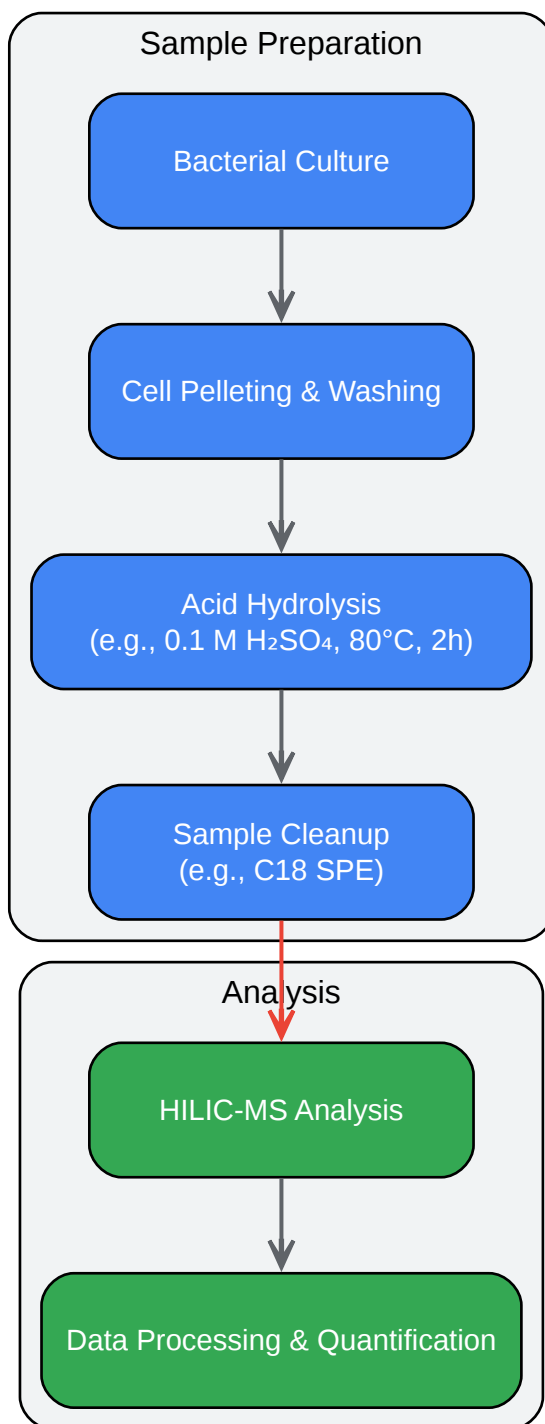 Sample Preparation
Bacterial Culture
Cell Pelleting & Washing
Acid Hydrolysis
(e.g., 0.1 M H₂SO₄, 80°C, 2h)
Sample Cleanup
(e.g., C18 SPE)
Analysis
HILIC-MS Analysis
Data Processing & Quantification